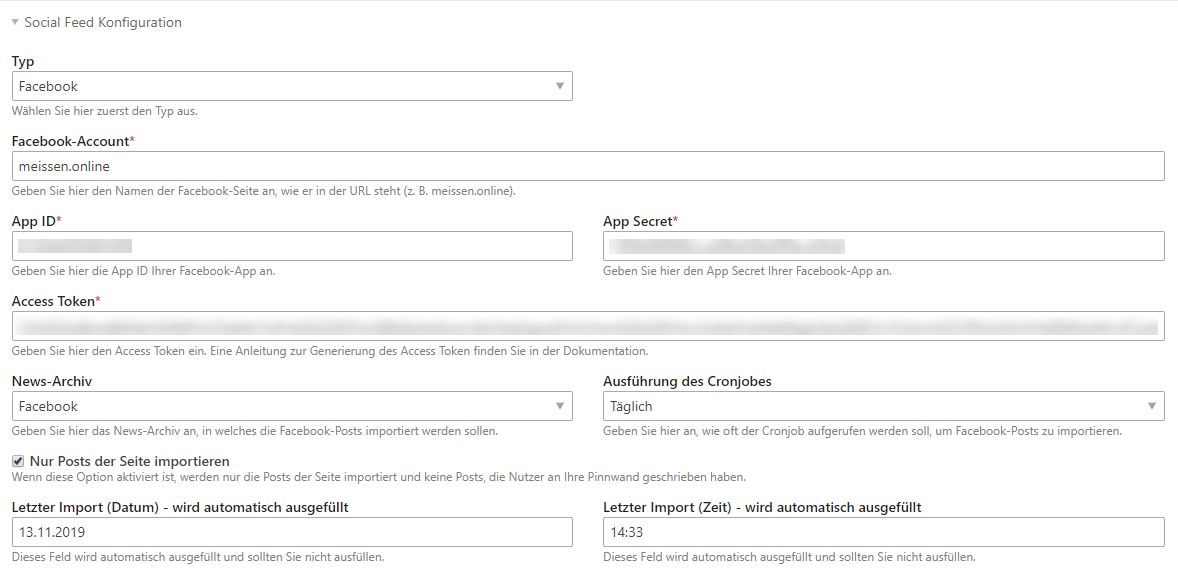 Social Feed Konfiguration
Typ
Facebook
Wählen Sie hier zuerst den Typ aus.
Facebook-Account*
meissen.online
Geben Sie hier den Namen der Facebook-Seite an, wie er in der URL steht (z. B. meissen.online).
App ID*
App Secret*
Geben Sie hier die App ID Ihrer Facebook-App an.
Geben Sie hier den App Secret Ihrer Facebook-App an.
Access Token*
Geben Sie hier den Access Token ein. Eine Anleitung zur Generierung des Access Token finden Sie in der Dokumentation.
News-Archiv
Ausführung des Cronjobes
Facebook
Täglich
Geben Sie hier das News-Archiv an, in welches die Facebook-Posts importiert werden sollen.
Geben Sie hier an, wie oft der Cronjob aufgerufen werden soll, um Facebook-Posts zu importieren.
Nur Posts der Seite importieren
Wenn diese Option aktiviert ist, werden nur die Posts der Seite importiert und keine Posts, die Nutzer an Ihre Pinnwand geschrieben haben.
Letzter Import (Datum) - wird automatisch ausgefüllt
Letzter Import (Zeit) - wird automatisch ausgefüllt
13.11.2019
14:33
Dieses Feld wird automatisch ausgefüllt und sollten Sie nicht ausfüllen.
Dieses Feld wird automatisch ausgefüllt und sollten Sie nicht ausfüllen.